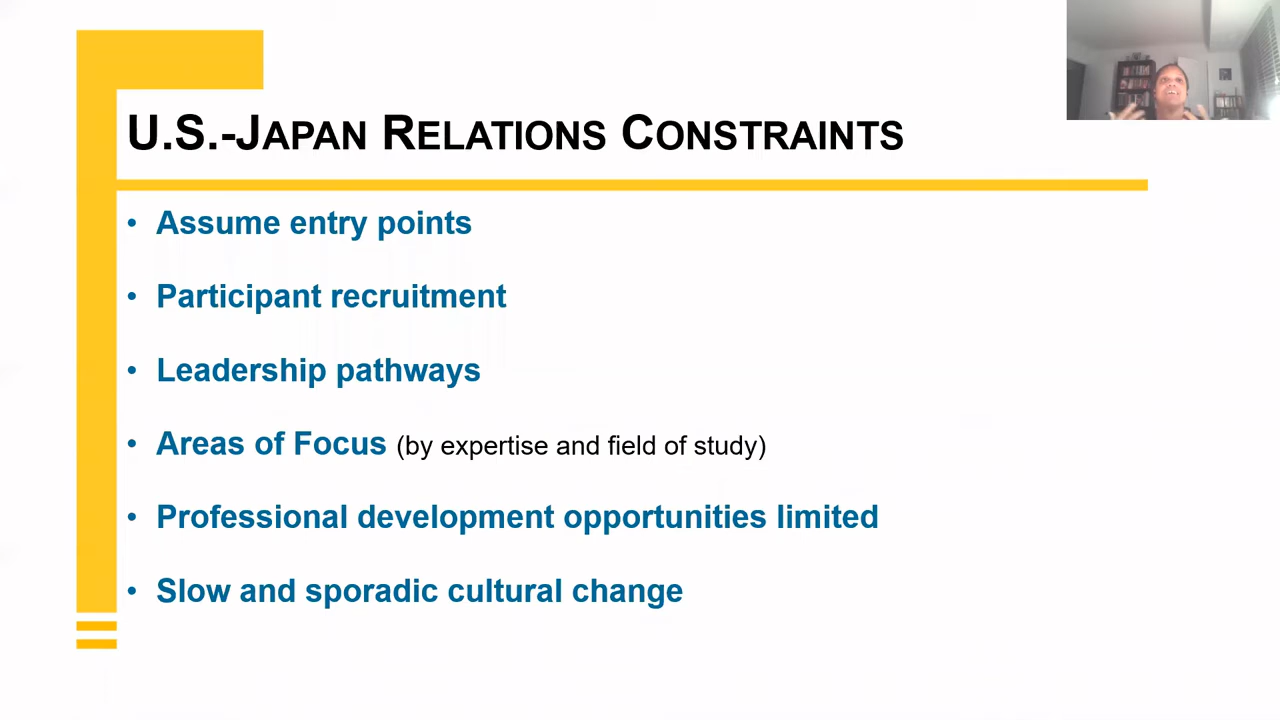 U.S.-JAPAN RELATIONS CONSTRAINTS
• Assume entry points
• Participant recruitment
• Leadership pathways
• Areas of Focus (by expertise and field of study)
• Professional development opportunities limited
• Slow and sporadic cultural change